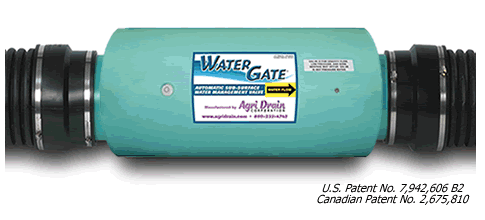 WATER
GATE™
AUTOMATIC SUB-SURFACE
WATER MANAGEMENT VALVE
WATER FLOW
Manufactured by Agri Drain
CORPORATION
www.agridrain.com • 800-232-4742
U.S. Patent No. 7,942,606 B2
Canadian Patent No. 2,675,810